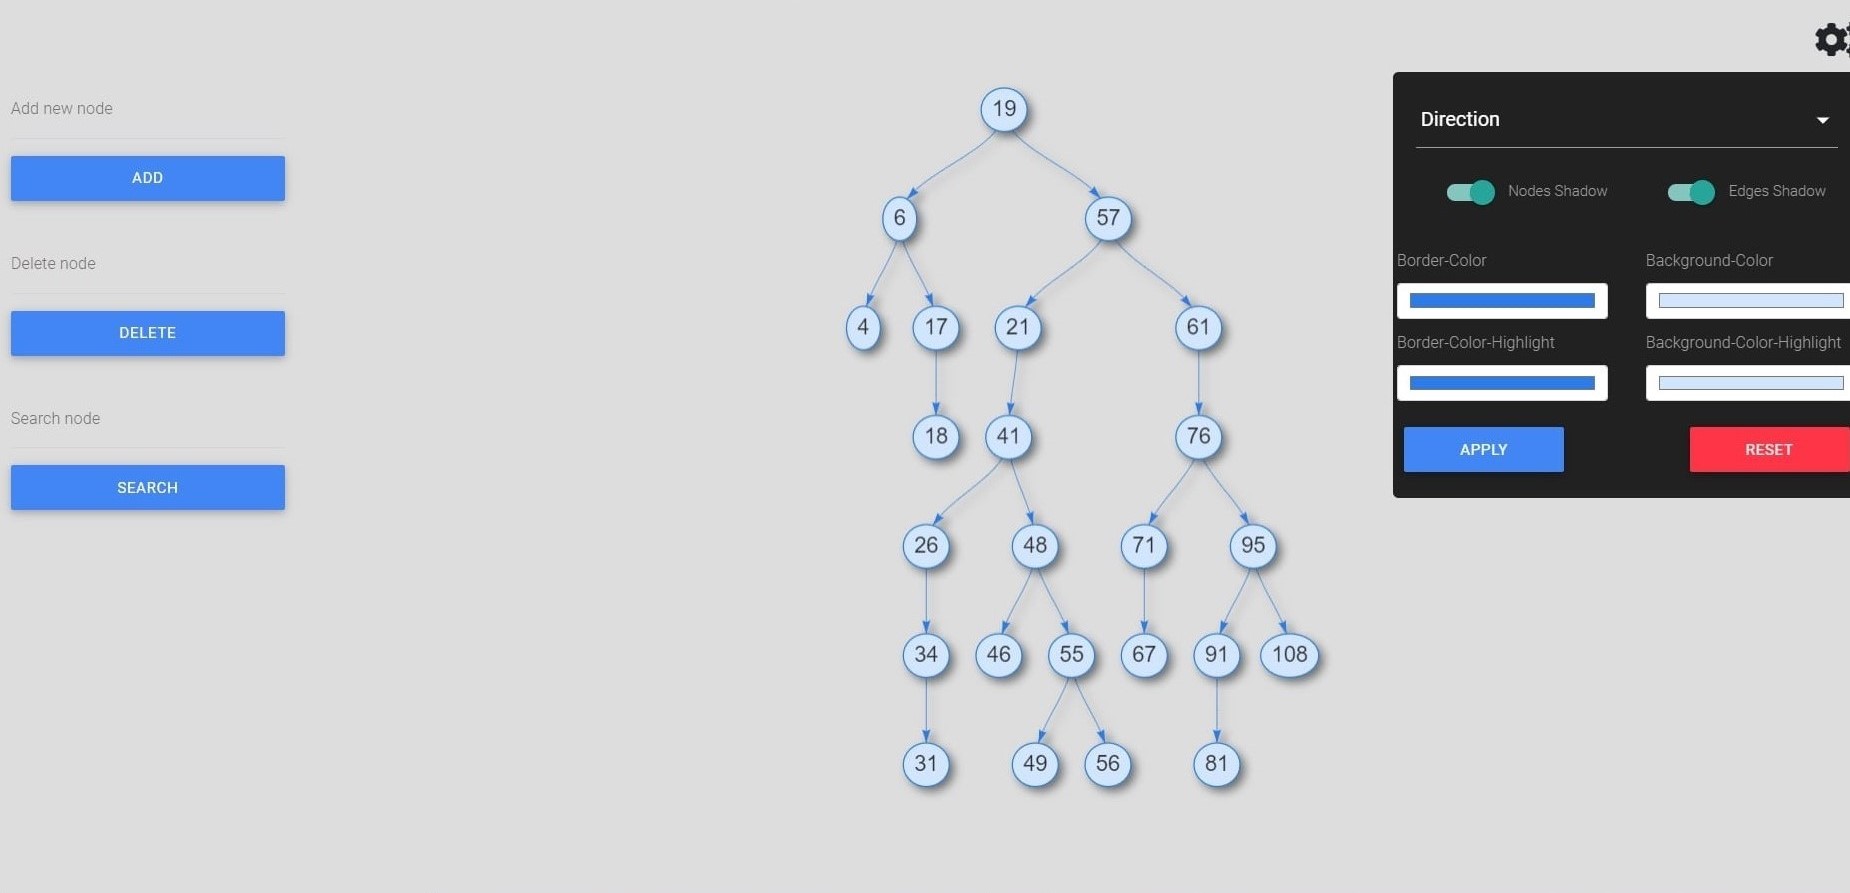 Add new node
ADD
Delete node
DELETE
Search node
SEARCH
19
6 57
4 17 21 61
18 41 76
26 48 71 95
34 46 55 67 91 108
31 49 56 81
Direction
Nodes Shadow Edges Shadow
Border-Color Background-Color
Border-Color-Highlight Background-Color-Highlight
APPLY RESET